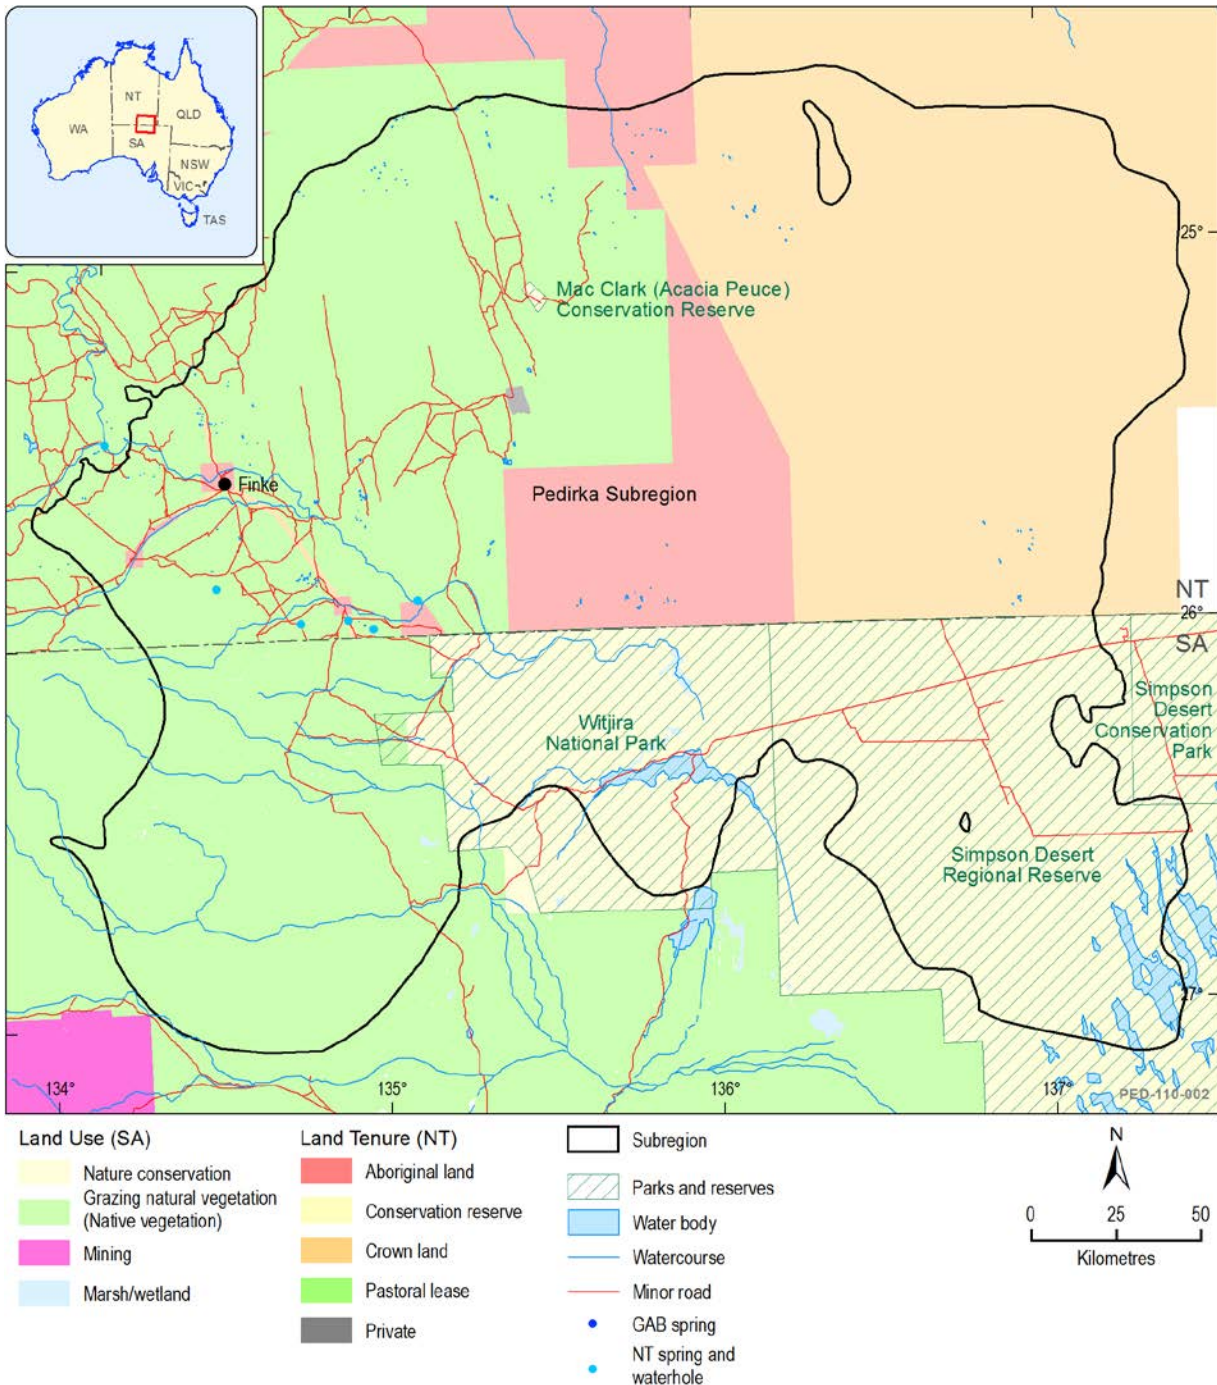 NT
QLD
WA
SA
NSW
VIC
TAS
25°
Mac Clark (Acacia Peuce)
Conservation Reserve
Finke
Pedirka Subregion
NT
26°
SA
Simpson
Desert
Conservation
Park
Witjira
National Park
Simpson Desert
Regional Reserve
27°
134°
135°
136°
137°
PED-110-002
Land Use (SA)
Nature conservation
Grazing natural vegetation
(Native vegetation)
Mining
Marsh/wetland
Land Tenure (NT)
Aboriginal land
Conservation reserve
Crown land
Pastoral lease
Private
Subregion
Parks and reserves
Water body
Watercourse
Minor road
GAB spring
NT spring and
waterhole
N
0 25 50
Kilometres